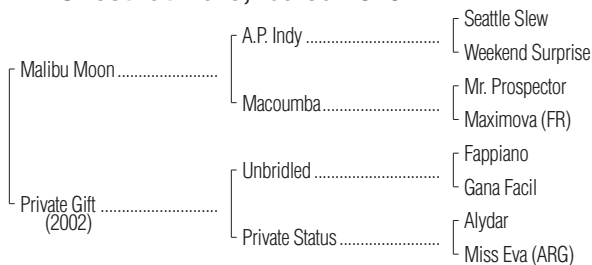 Seattle Slew
A.P. Indy ................................
Weekend Surprise
Malibu Moon ........................
Mr. Prospector
Macoumba............................
Maximova (FR)
Fappiano
Unbridled ..............................
Gana Facil
Private Gift ............................
(2002)
Alydar
Private Status........................
Miss Eva (ARG)